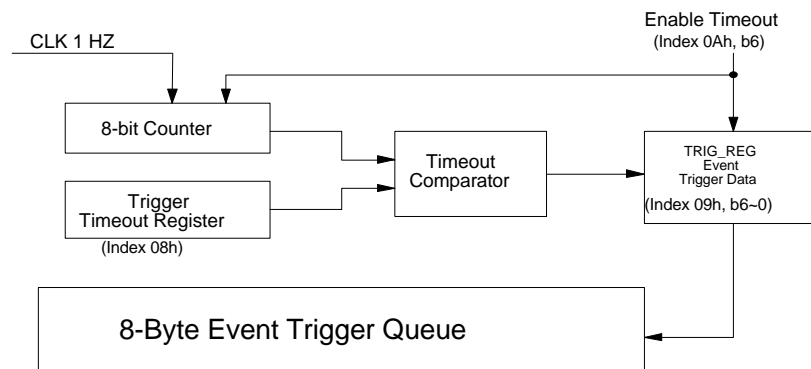 Enable Timeout
(Index 0Ah, b6)
CLK 1 HZ
8-bit Counter
Timeout
Comparator
TRIG_REG
Event
Trigger Data
(Index 09h, b6~0)
Trigger
Timeout Register
(Index 08h)
8-Byte Event Trigger Queue